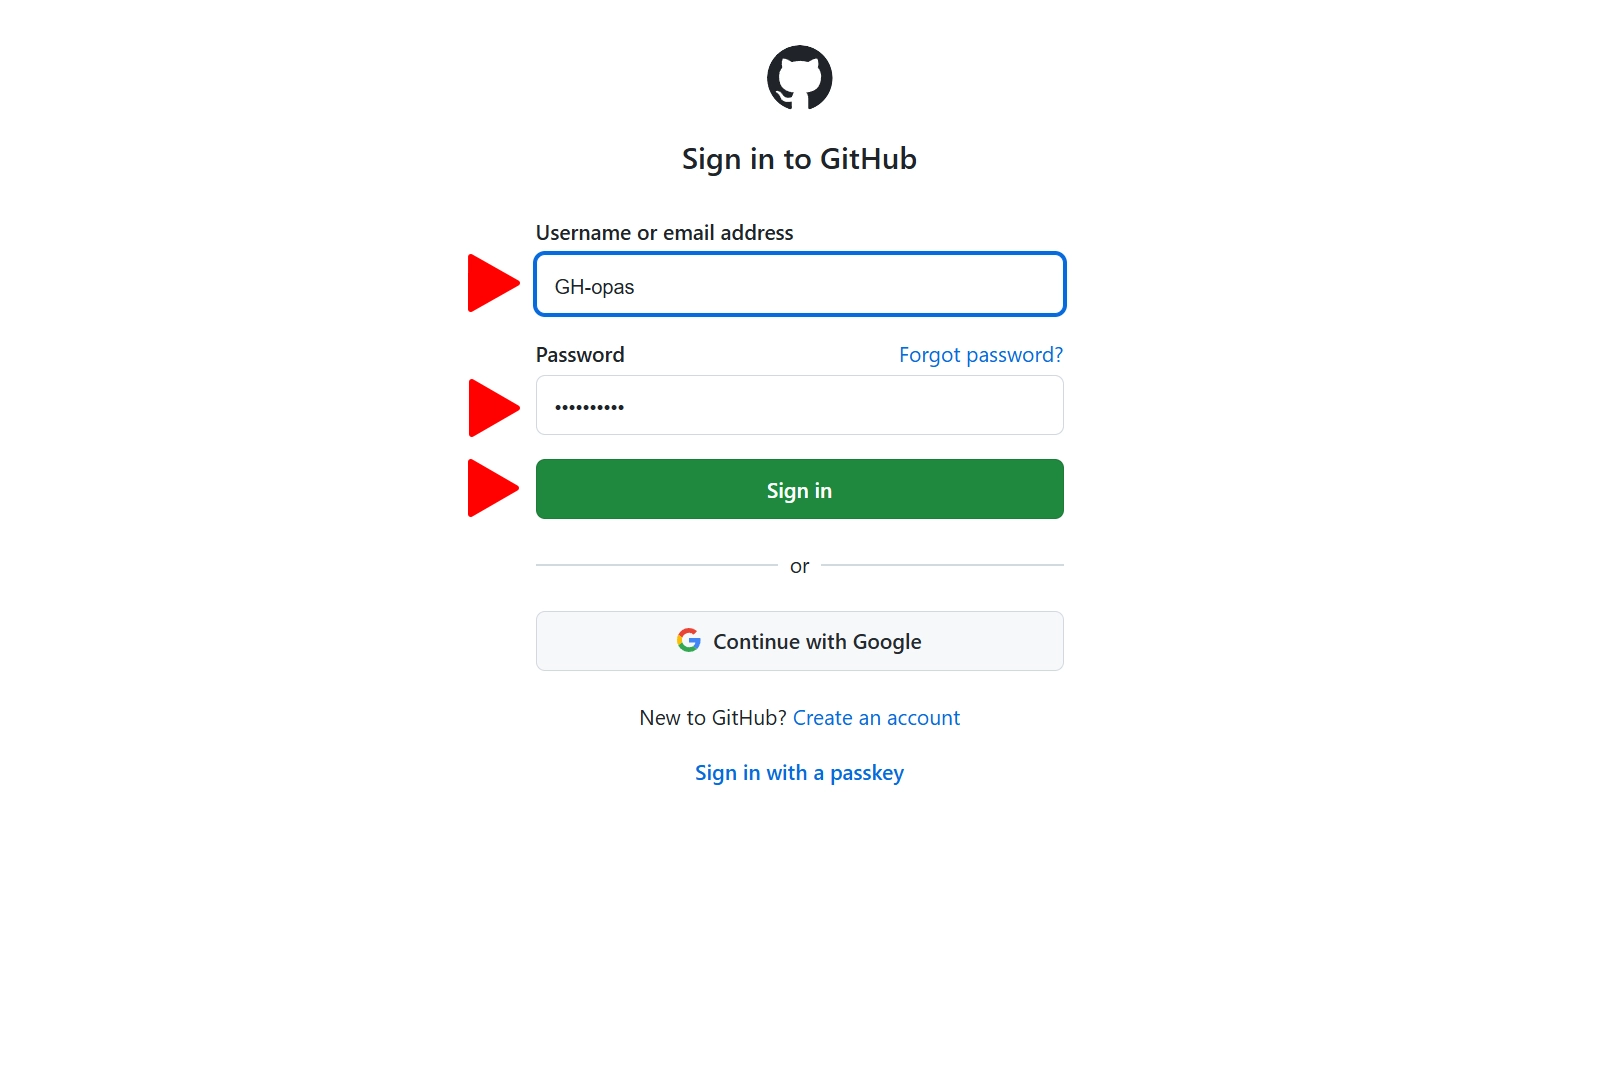 Sign in to GitHub
Username or email address
GH-opas
Password Forgot password?
••••••••••
Sign in
or
Continue with Google
New to GitHub? Create an account
Sign in with a passkey